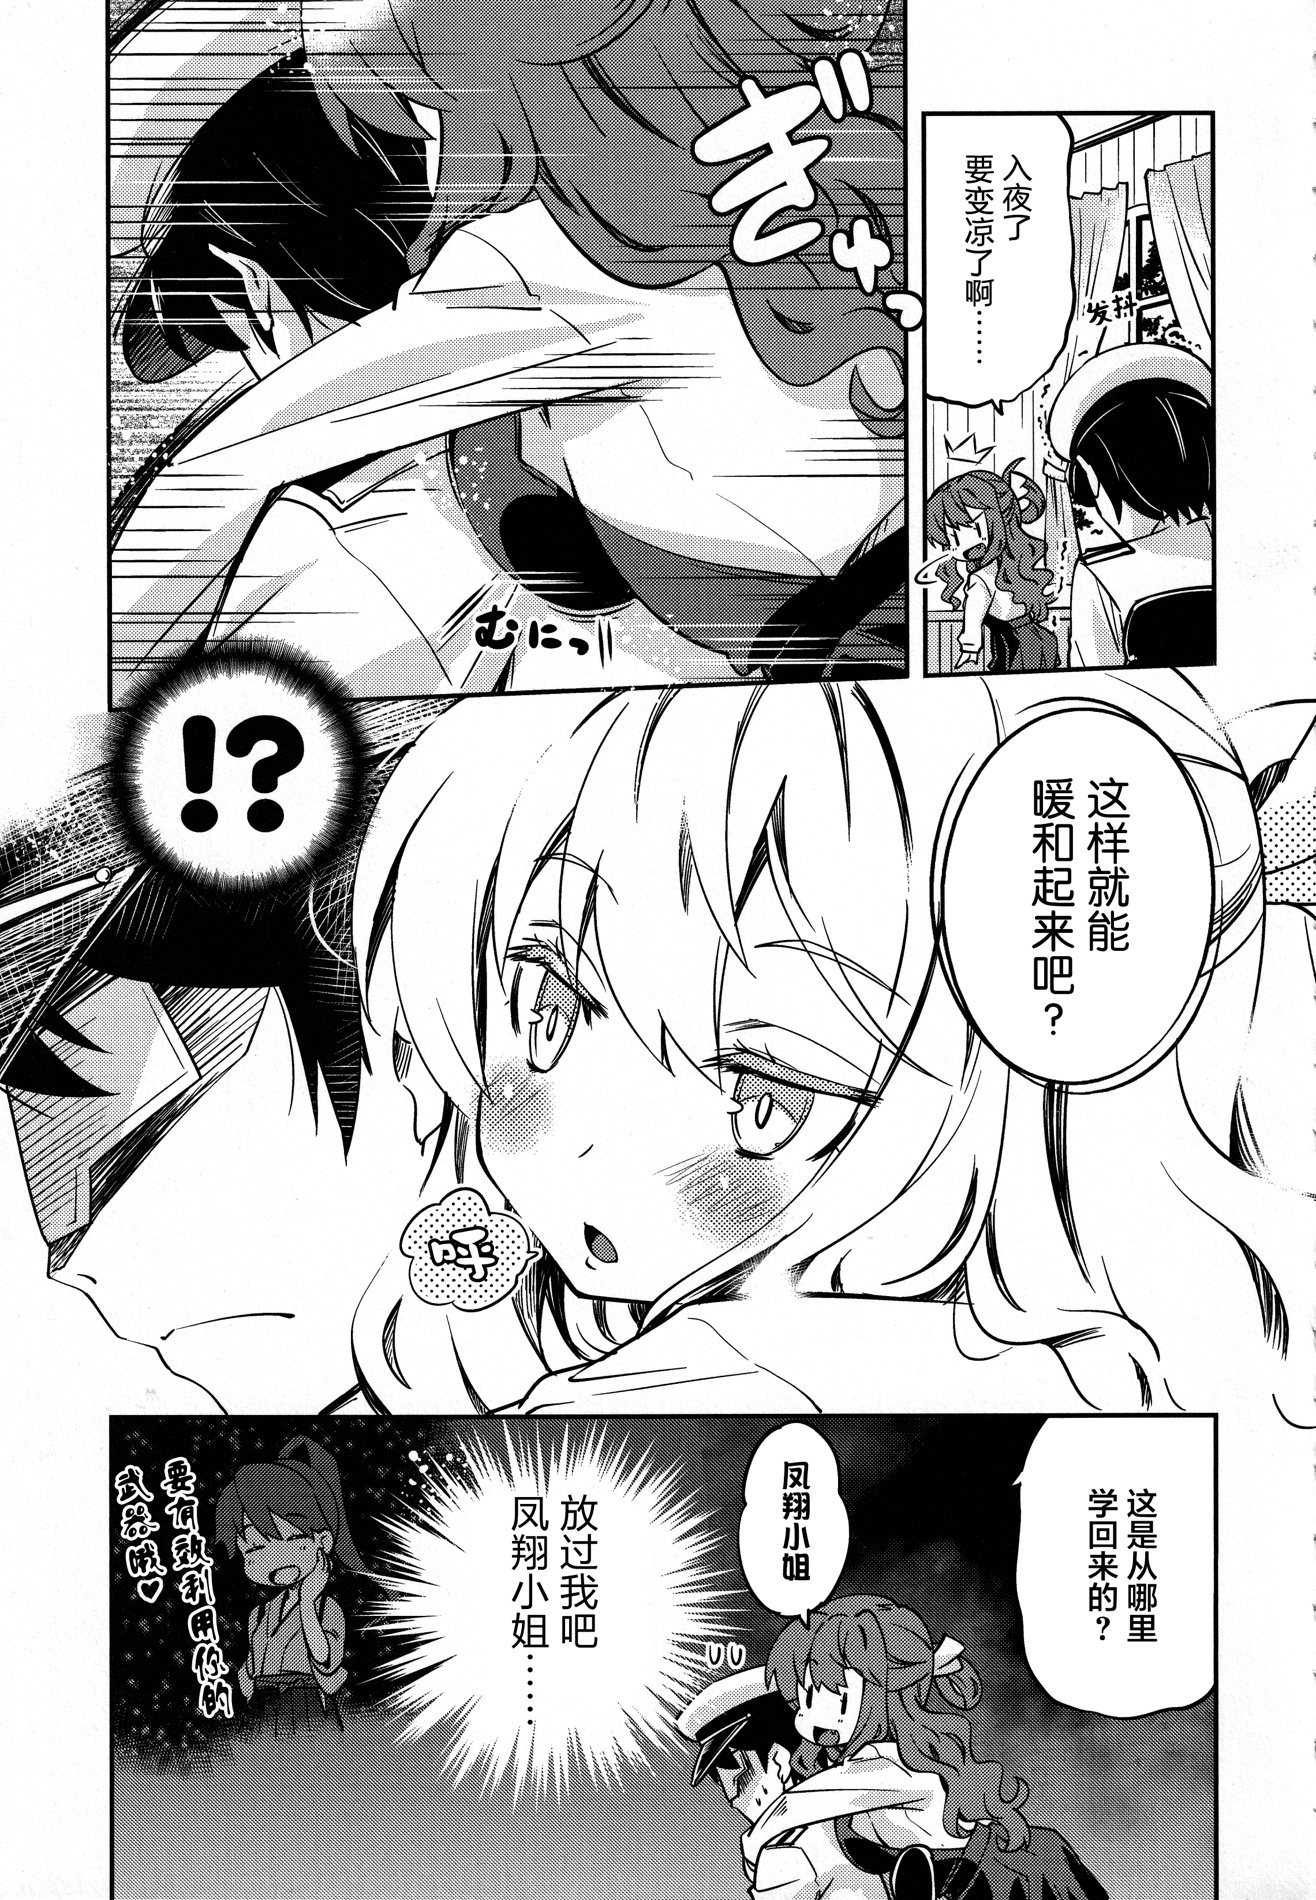 入夜了
要变凉了啊……
发抖
ぎゅっ
むにっ
!?
这样就能
暖和起来吧?
呼
这是从哪里
学回来的?
凤翔小姐
放过我吧
凤翔小姐……
要有效利用你的
武器哦♥